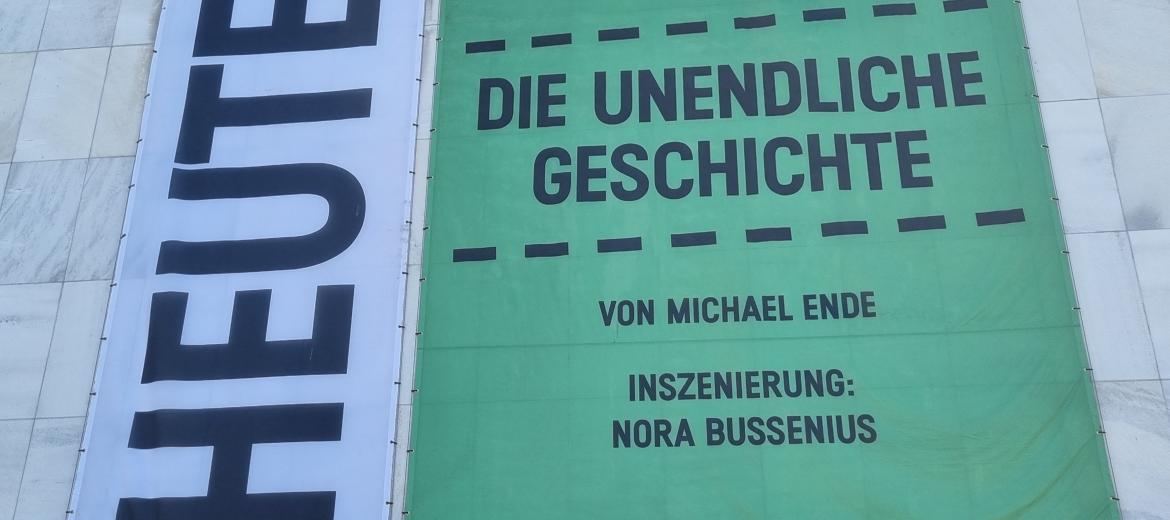 HEUTE
DIE UNENDLICHE
GESCHICHTE
VON MICHAEL ENDE
INSZENIERUNG:
NORA BUSSENIUS